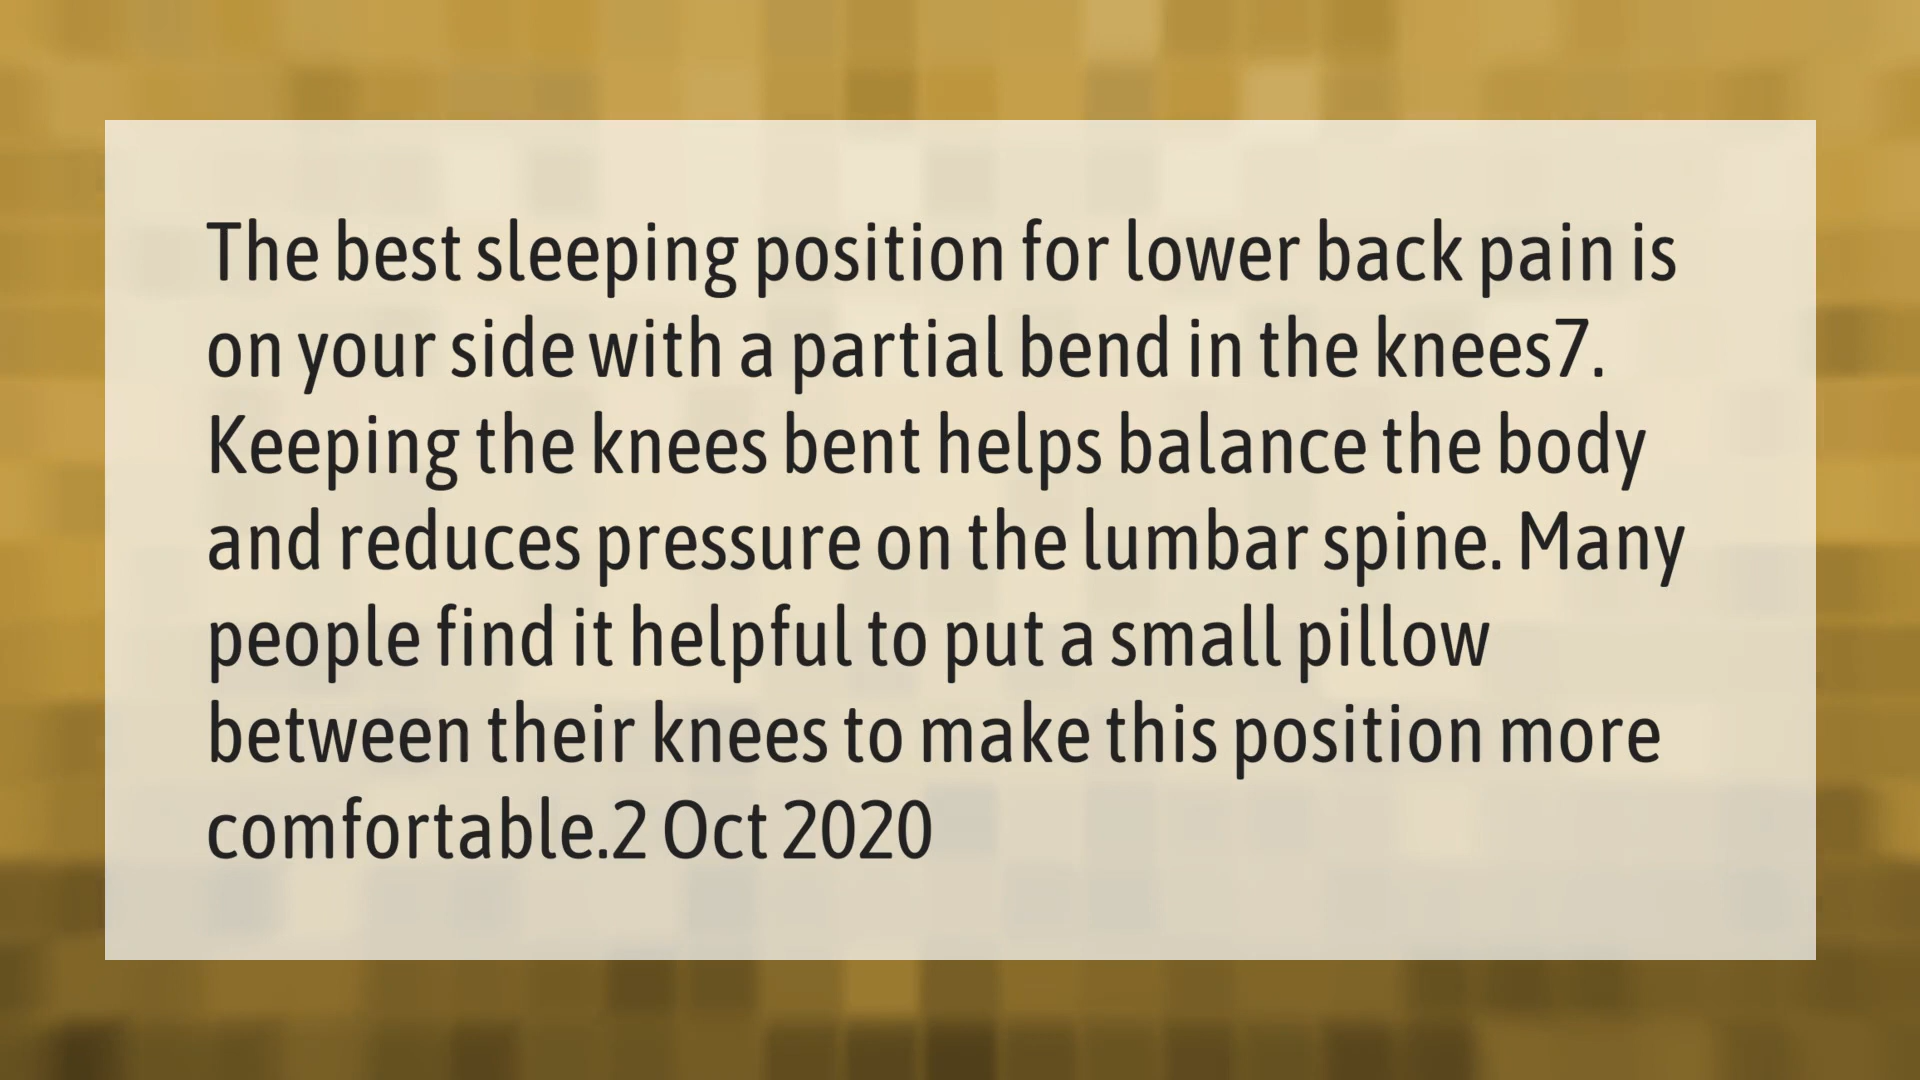 The best sleeping position for lower back pain is
on your side with a partial bend in the knees7.
Keeping the knees bent helps balance the body
and reduces pressure on the lumbar spine. Many
people find it helpful to put a small pillow
between their knees to make this position more
comfortable.2 Oct 2020